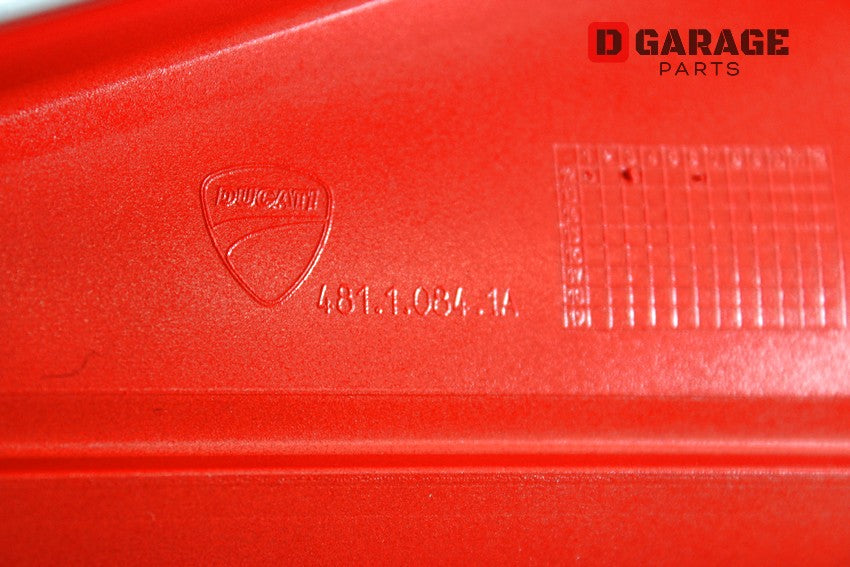 D GARAGE
PARTS
DUCATI
481.1.084.1A